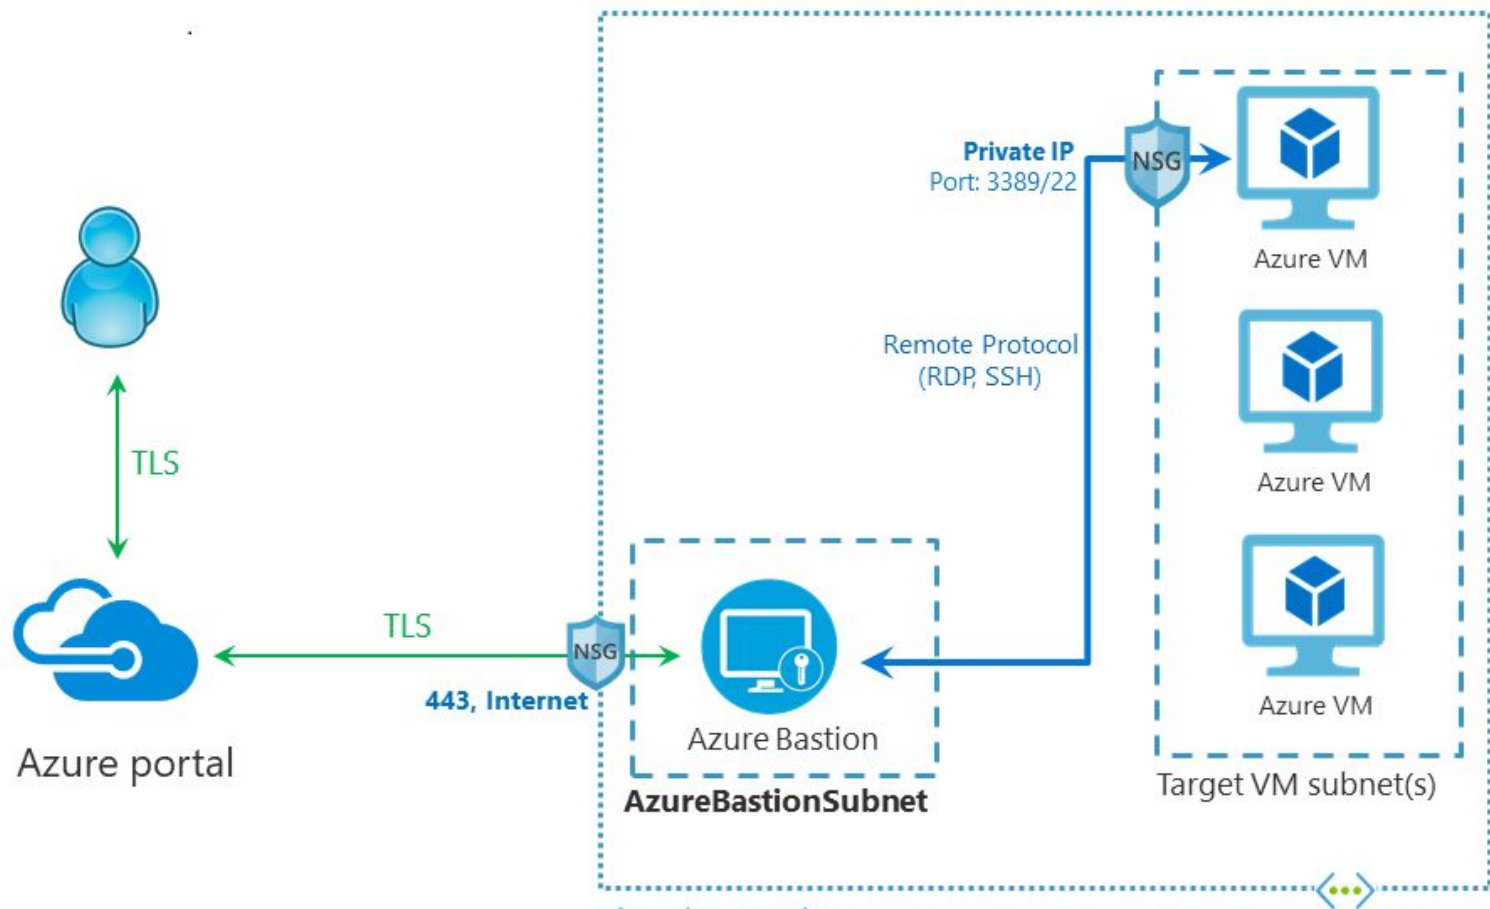 Private IP
Port: 3389/22
NSG
Azure VM
Remote Protocol
(RDP, SSH)
Azure VM
TLS
TLS
NSG
443, Internet
Azure Bastion
Azure VM
Azure portal
AzureBastionSubnet
Target VM subnet(s)